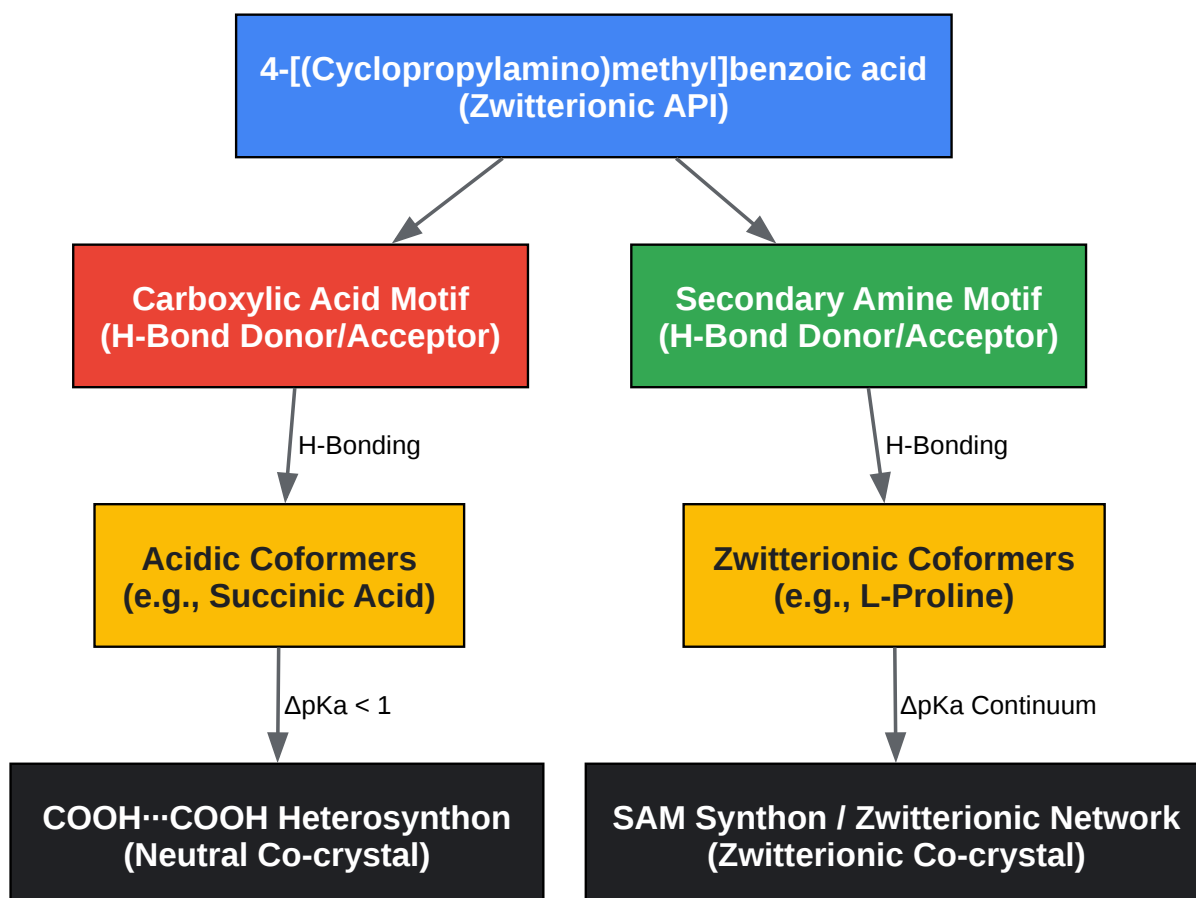 4-[(Cyclopropylamino)methyl]benzoic acid
(Zwitterionic API)
Carboxylic Acid Motif
(H-Bond Donor/Acceptor)
Secondary Amine Motif
(H-Bond Donor/Acceptor)
H-Bonding
H-Bonding
Acidic Coformers
(e.g., Succinic Acid)
Zwitterionic Coformers
(e.g., L-Proline)
ΔpKa < 1
ΔpKa Continuum
COOH···COOH Heterosynthon
(Neutral Co-crystal)
SAM Synthon / Zwitterionic Network
(Zwitterionic Co-crystal)